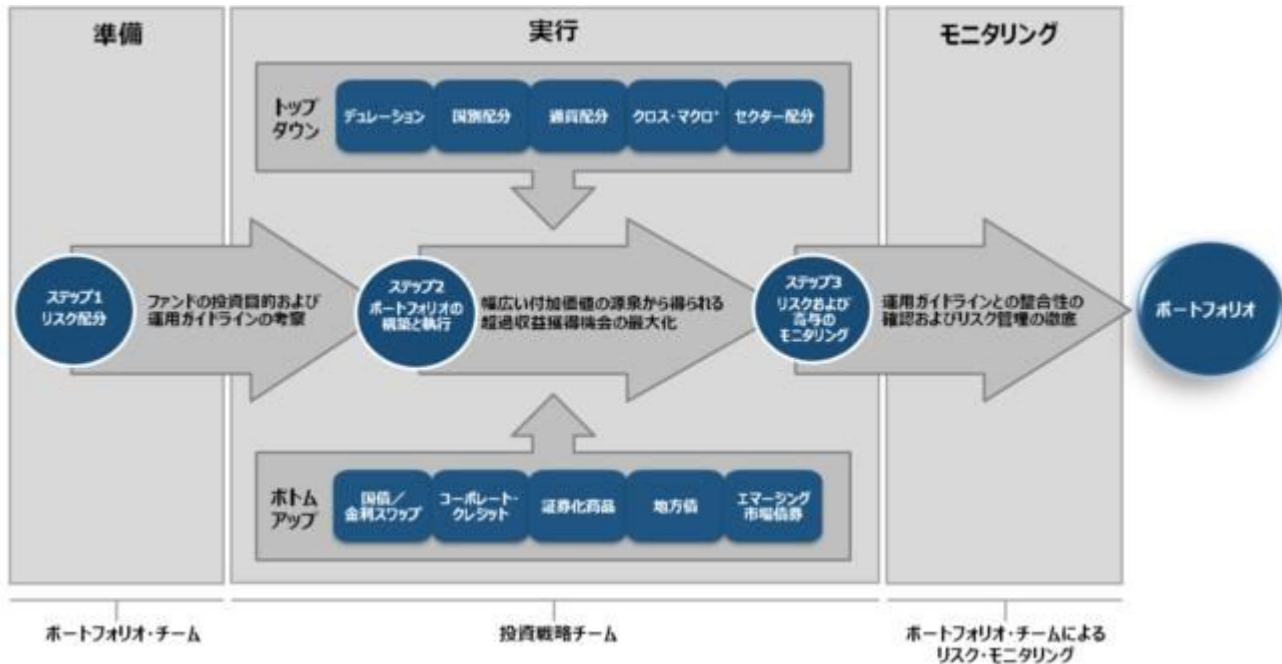 準備
実行
モニタリング
トップ
ダウン
デュレーション
国別配分
通貨配分
クロス・マクロ*
セクター配分
ステップ1
リスク配分
ファンドの投資目的および
運用ガイドラインの考察
ステップ2
ポートフォリオの
構築と執行
幅広い付加価値の源泉から得られる
超過収益獲得機会の最大化
ステップ3
リスクおよび
寄与の
モニタリング
運用ガイドラインとの整合性の
確認およびリスク管理の徹底
ポートフォリオ
ボトム
アップ
国債／
金利スワップ
コーポレート・
クレジット
証券化商品
地方債
エマージング
市場債券
ポートフォリオ・チーム
投資戦略チーム
ポートフォリオ・チームによる
リスク・モニタリング